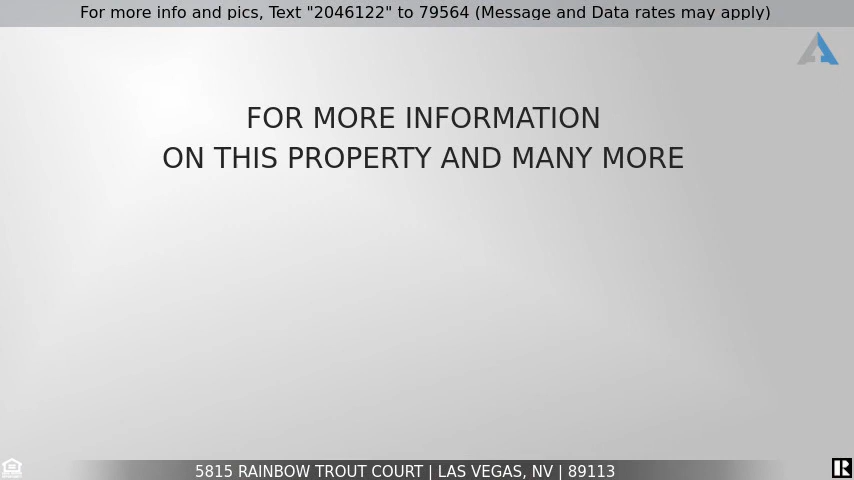 For more info and pics, Text "2046122" to 79564 (Message and Data rates may apply)
FOR MORE INFORMATION
ON THIS PROPERTY AND MANY MORE
5815 RAINBOW TROUT COURT | LAS VEGAS, NV | 89113